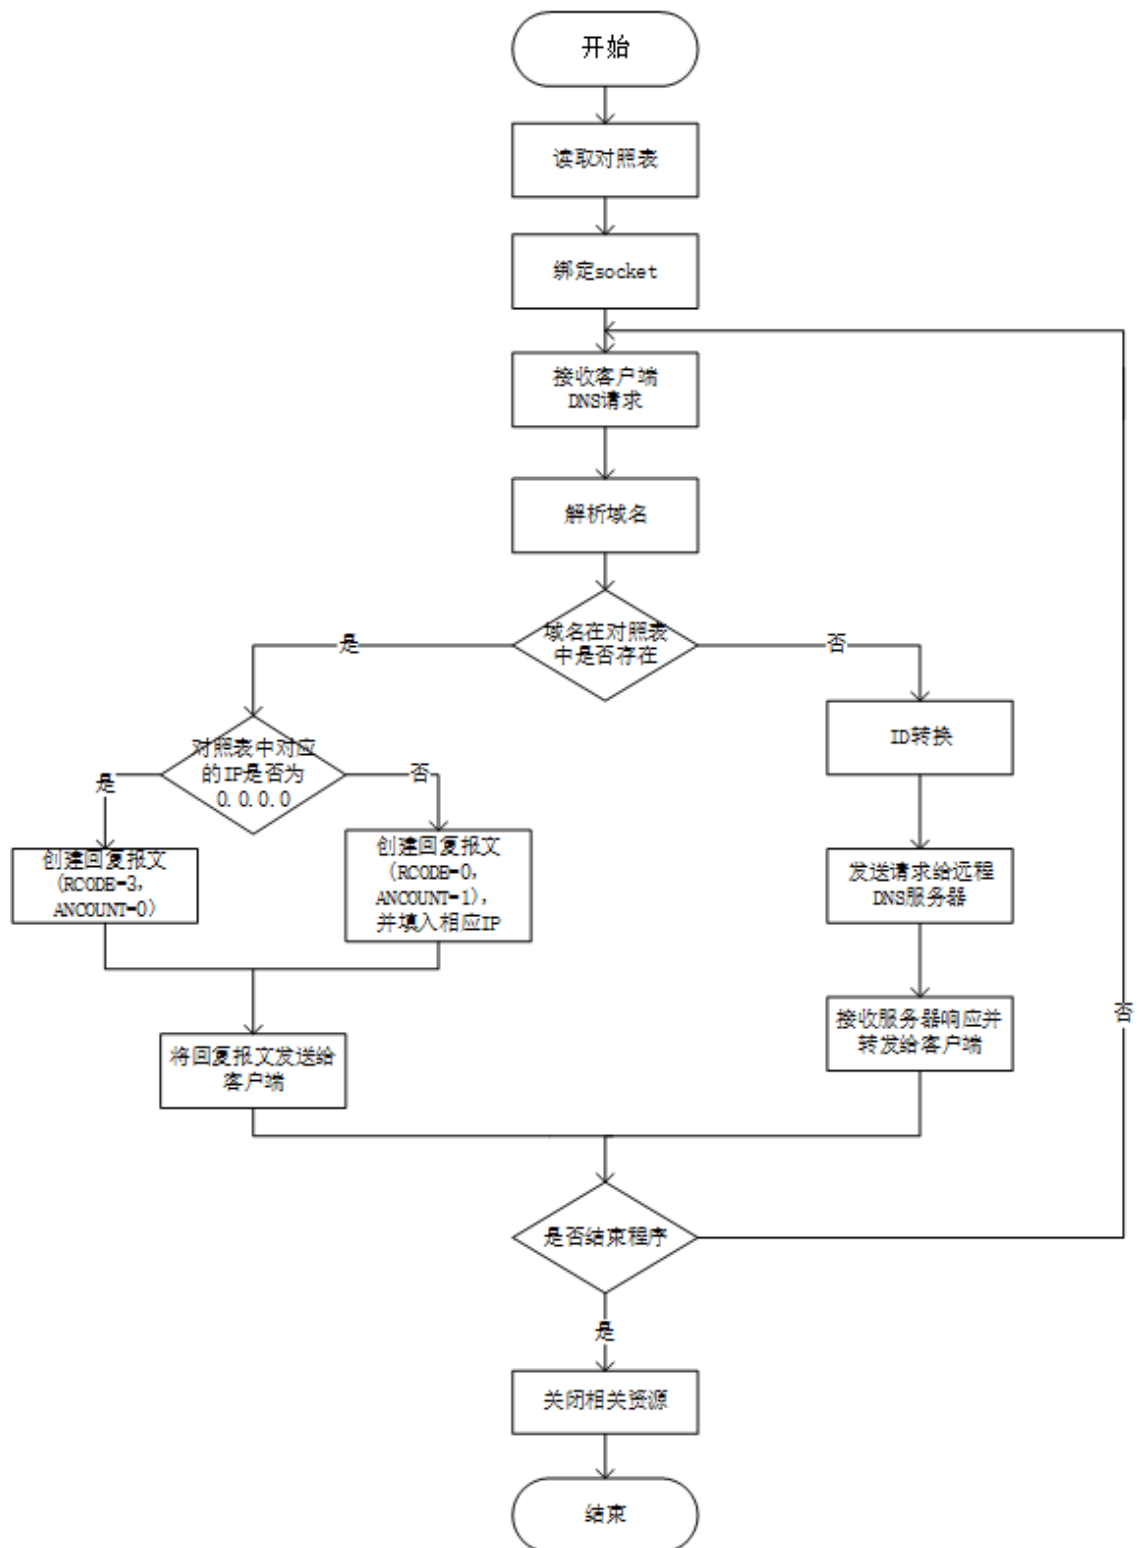 开始
读取对照表
绑定socket
接收客户端
DNS请求
解析域名
域名在对照表
中是否存在
是
否
对照表中对应
的IP是否为
0.0.0.0
是
否
ID转换
创建回复报文
(RCODE=3,
ANCOUNT=0)
创建回复报文
(RCODE=0,
ANCOUNT=1),
并填入相应IP
发送请求给远程
DNS服务器
接收服务器响应并
转发给客户端
否
将回复报文发送给
客户端
是否结束程序
是
关闭相关资源
结束